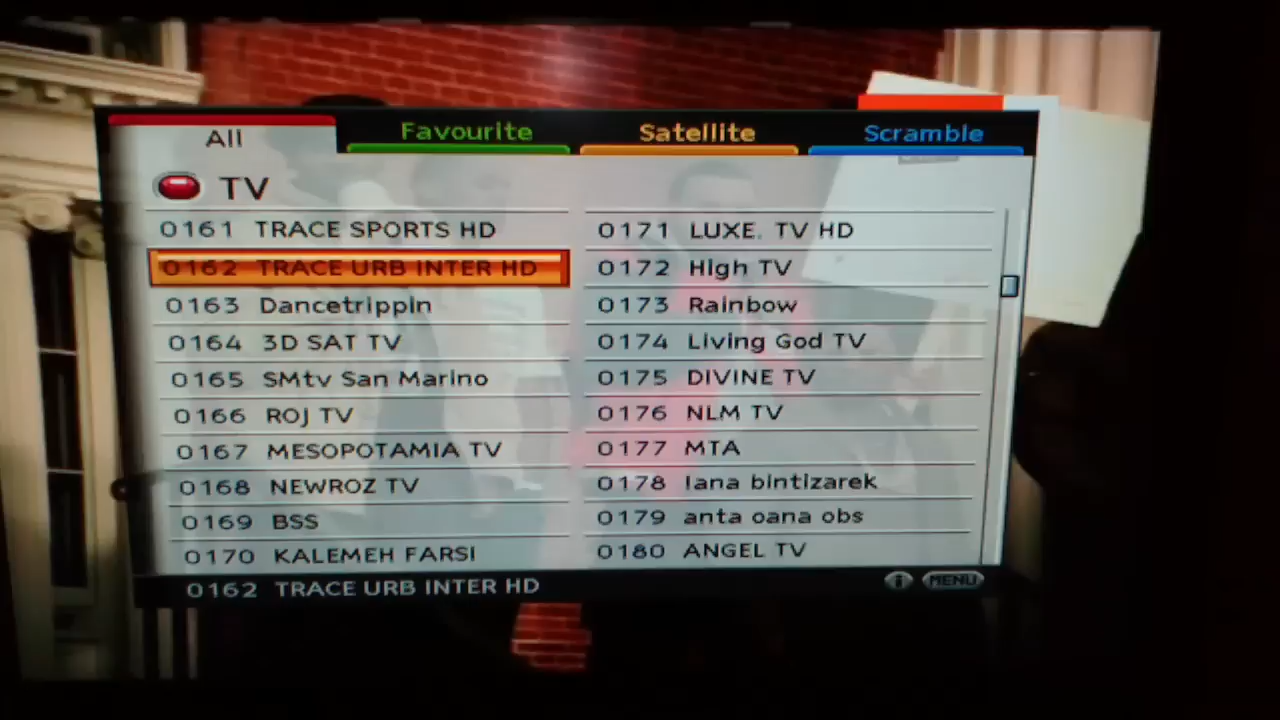 All Favourite Satellite Scramble
TV
0161 TRACE SPORTS HD
0162 TRACE URB INTER HD
0163 Dancetrippin
0164 3D SAT TV
0165 SMtv San Marino
0166 ROJ TV
0167 MESOPOTAMIA TV
0168 NEWROZ TV
0169 BSS
0170 KALEMEH FARSI
0171 LUXE. TV HD
0172 High TV
0173 Rainbow
0174 Living God TV
0175 DIVINE TV
0176 NLM TV
0177 MTA
0178 lana bintizarek
0179 anta oana obs
0180 ANGEL TV
0162 TRACE URB INTER HD
i MENU